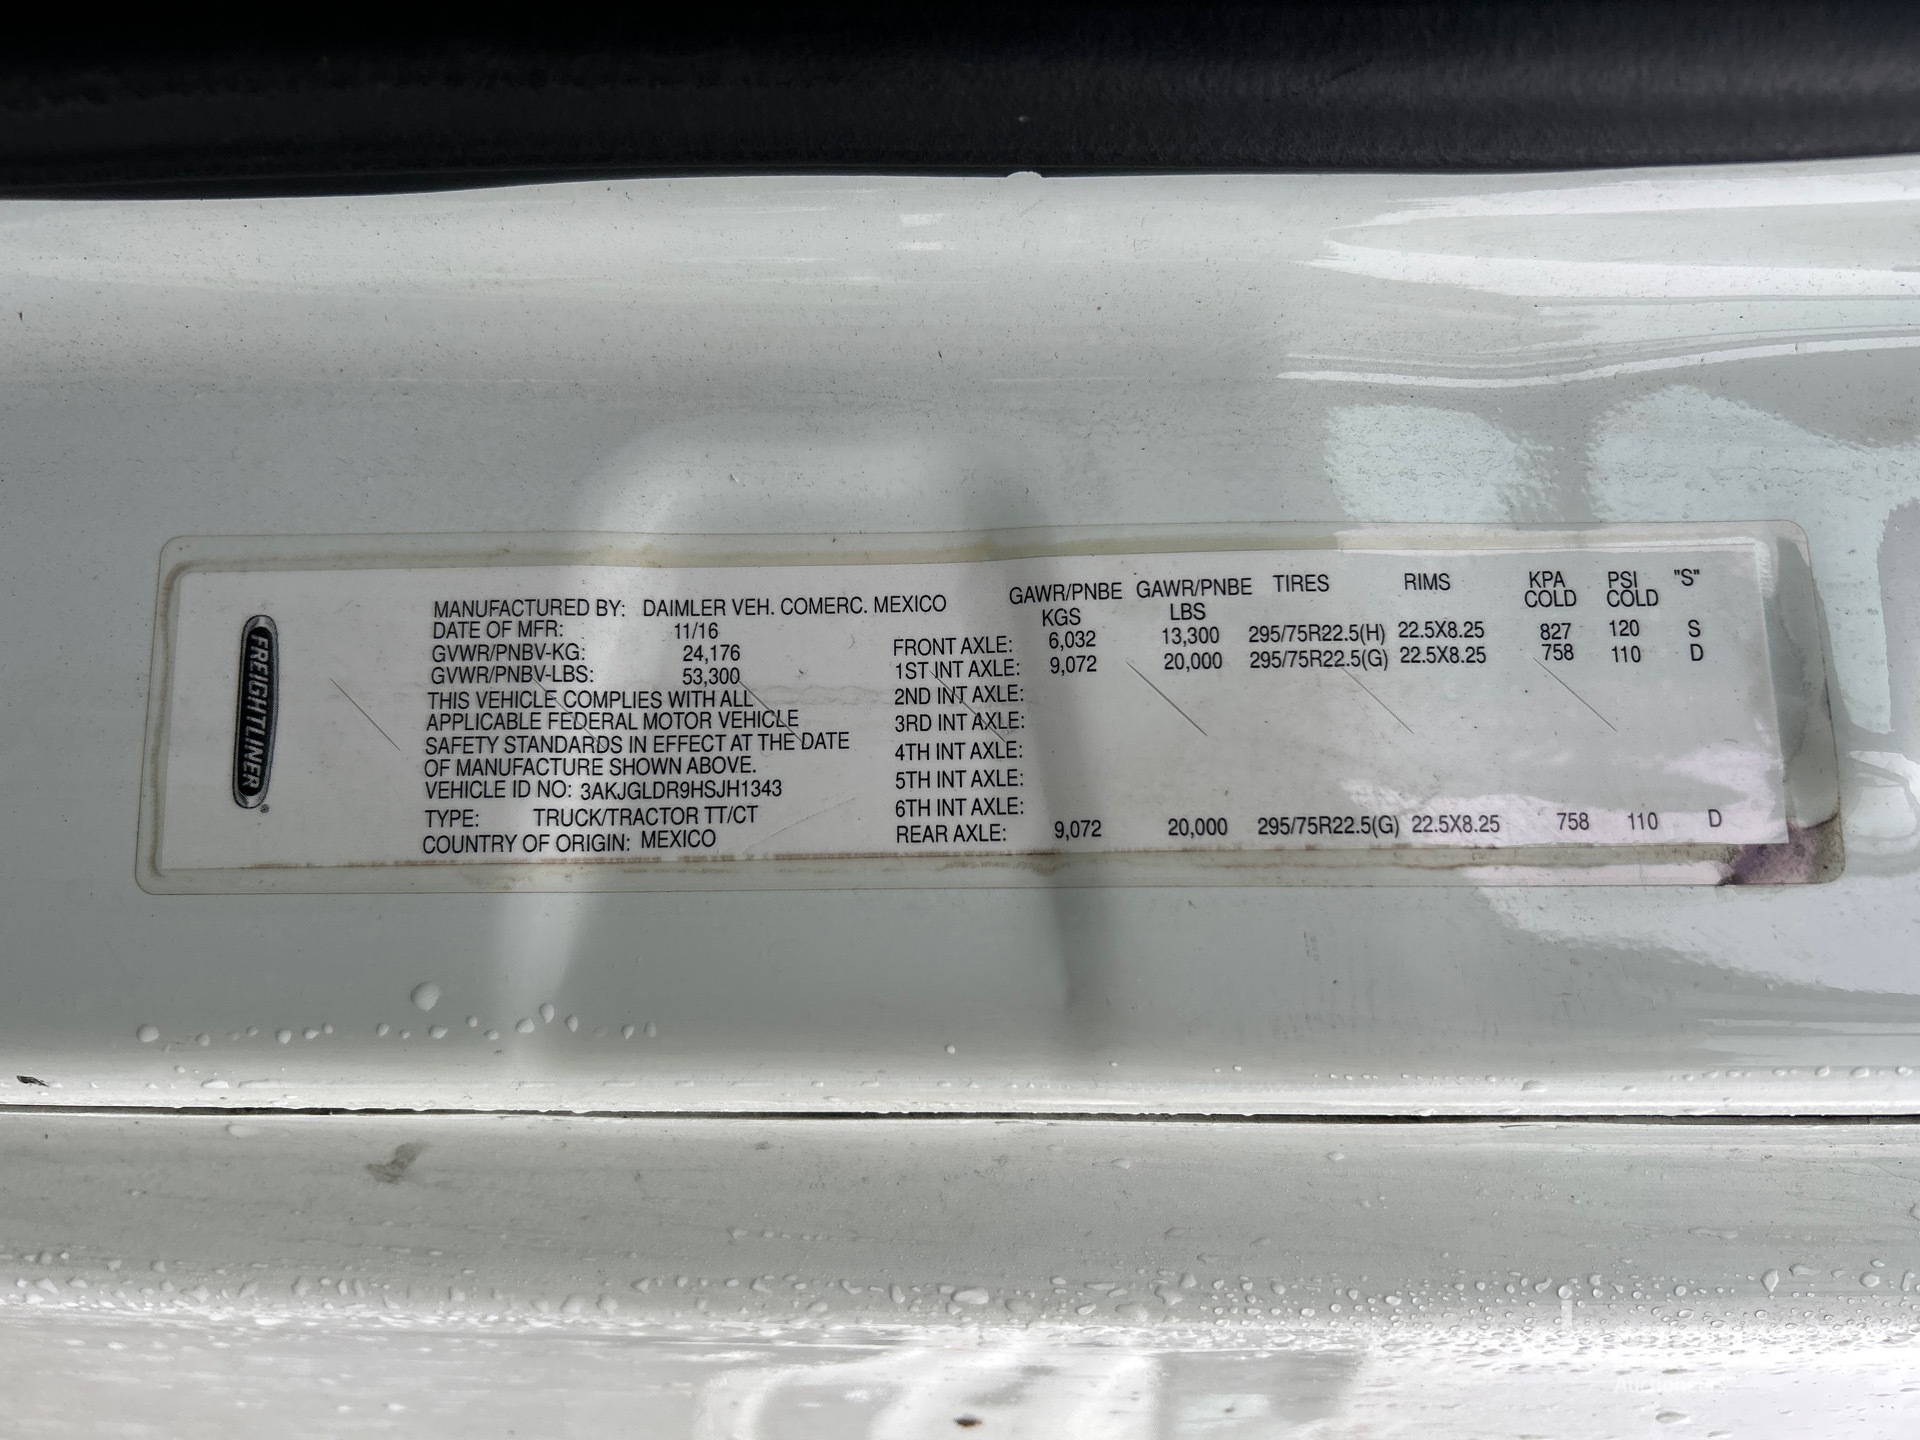 FREIGHTLINER®
MANUFACTURED BY: DAIMLER VEH. COMERC. MEXICO
DATE OF MFR: 11/16
GVWR/PNBV-KG: 24,176
GVWR/PNBV-LBS: 53,300
THIS VEHICLE COMPLIES WITH ALL
APPLICABLE FEDERAL MOTOR VEHICLE
SAFETY STANDARDS IN EFFECT AT THE DATE
OF MANUFACTURE SHOWN ABOVE.
VEHICLE ID NO: 3AKJGLDR9HSJH1343
TYPE: TRUCK/TRACTOR TT/CT
COUNTRY OF ORIGIN: MEXICO
GAWR/PNBE KGS GAWR/PNBE LBS TIRES RIMS KPA COLD PSI COLD "S"
FRONT AXLE: 6,032 13,300 295/75R22.5(H) 22.5X8.25 827 120 S
1ST INT AXLE: 9,072 20,000 295/75R22.5(G) 22.5X8.25 758 110 D
2ND INT AXLE:
3RD INT AXLE:
4TH INT AXLE:
5TH INT AXLE:
6TH INT AXLE:
REAR AXLE: 9,072 20,000 295/75R22.5(G) 22.5X8.25 758 110 D